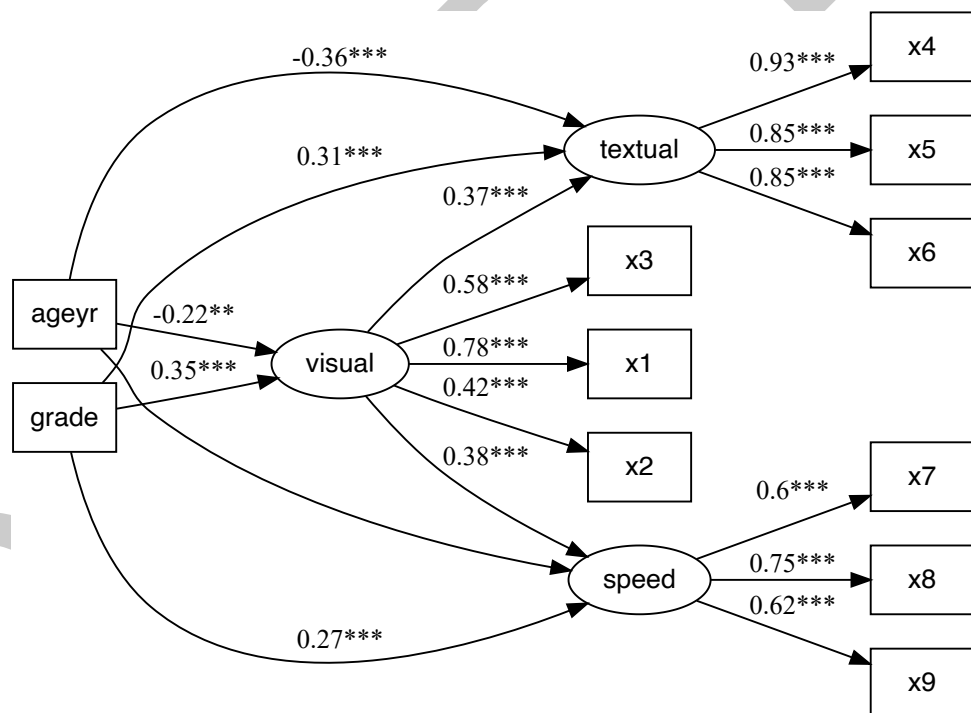 x4
-0.36***
0.93***
0.31***
textual
0.85***
x5
0.85***
0.37***
x6
x3
0.58***
ageyr
-0.22**
visual
0.78***
x1
0.35***
0.42***
grade
x2
0.38***
x7
0.6***
speed
0.75***
x8
0.62***
0.27***
x9